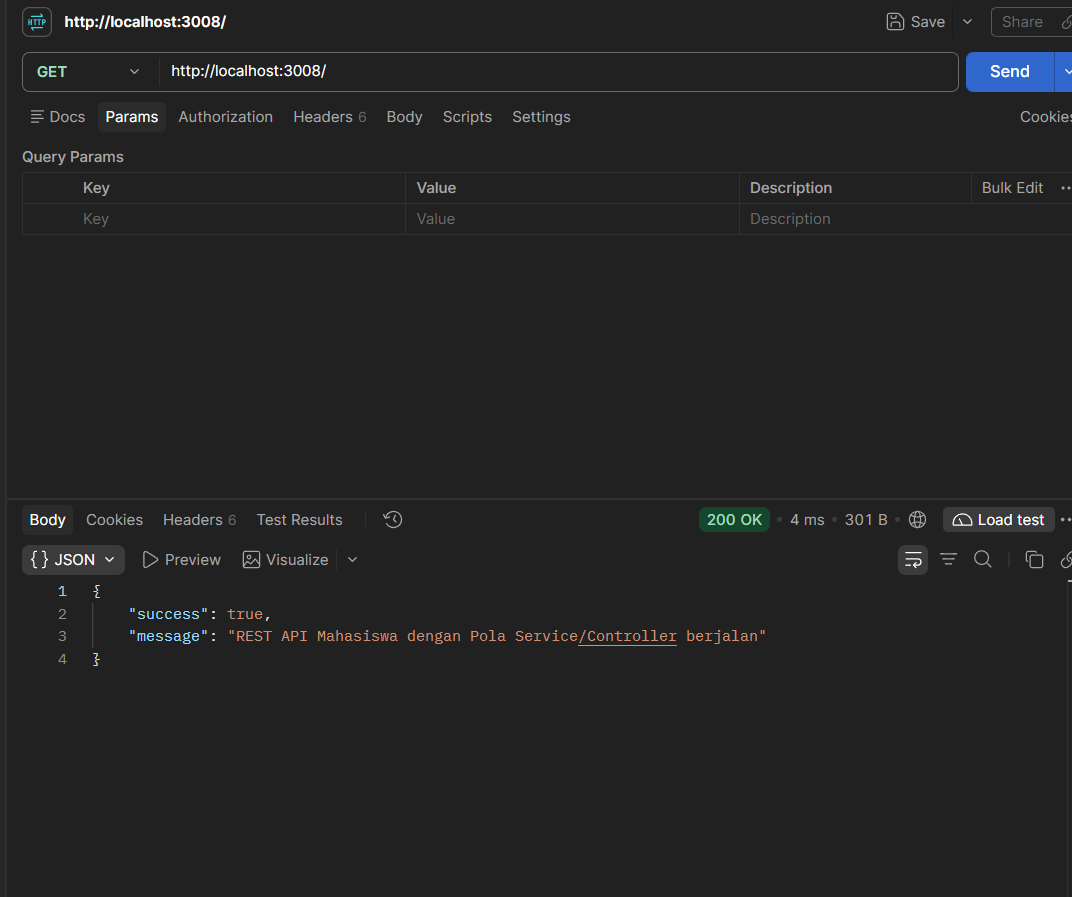 HTTP http://localhost:3008/ Save Share
GET http://localhost:3008/ Send
Docs Params Authorization Headers 6 Body Scripts Settings Cookies
Query Params
Key Value Description Bulk Edit
Key Value Description
Body Cookies Headers 6 Test Results 200 OK • 4 ms • 301 B • Load test
{} JSON Preview Visualize
1 {
2 "success": true,
3 "message": "REST API Mahasiswa dengan Pola Service/Controller berjalan"
4 }